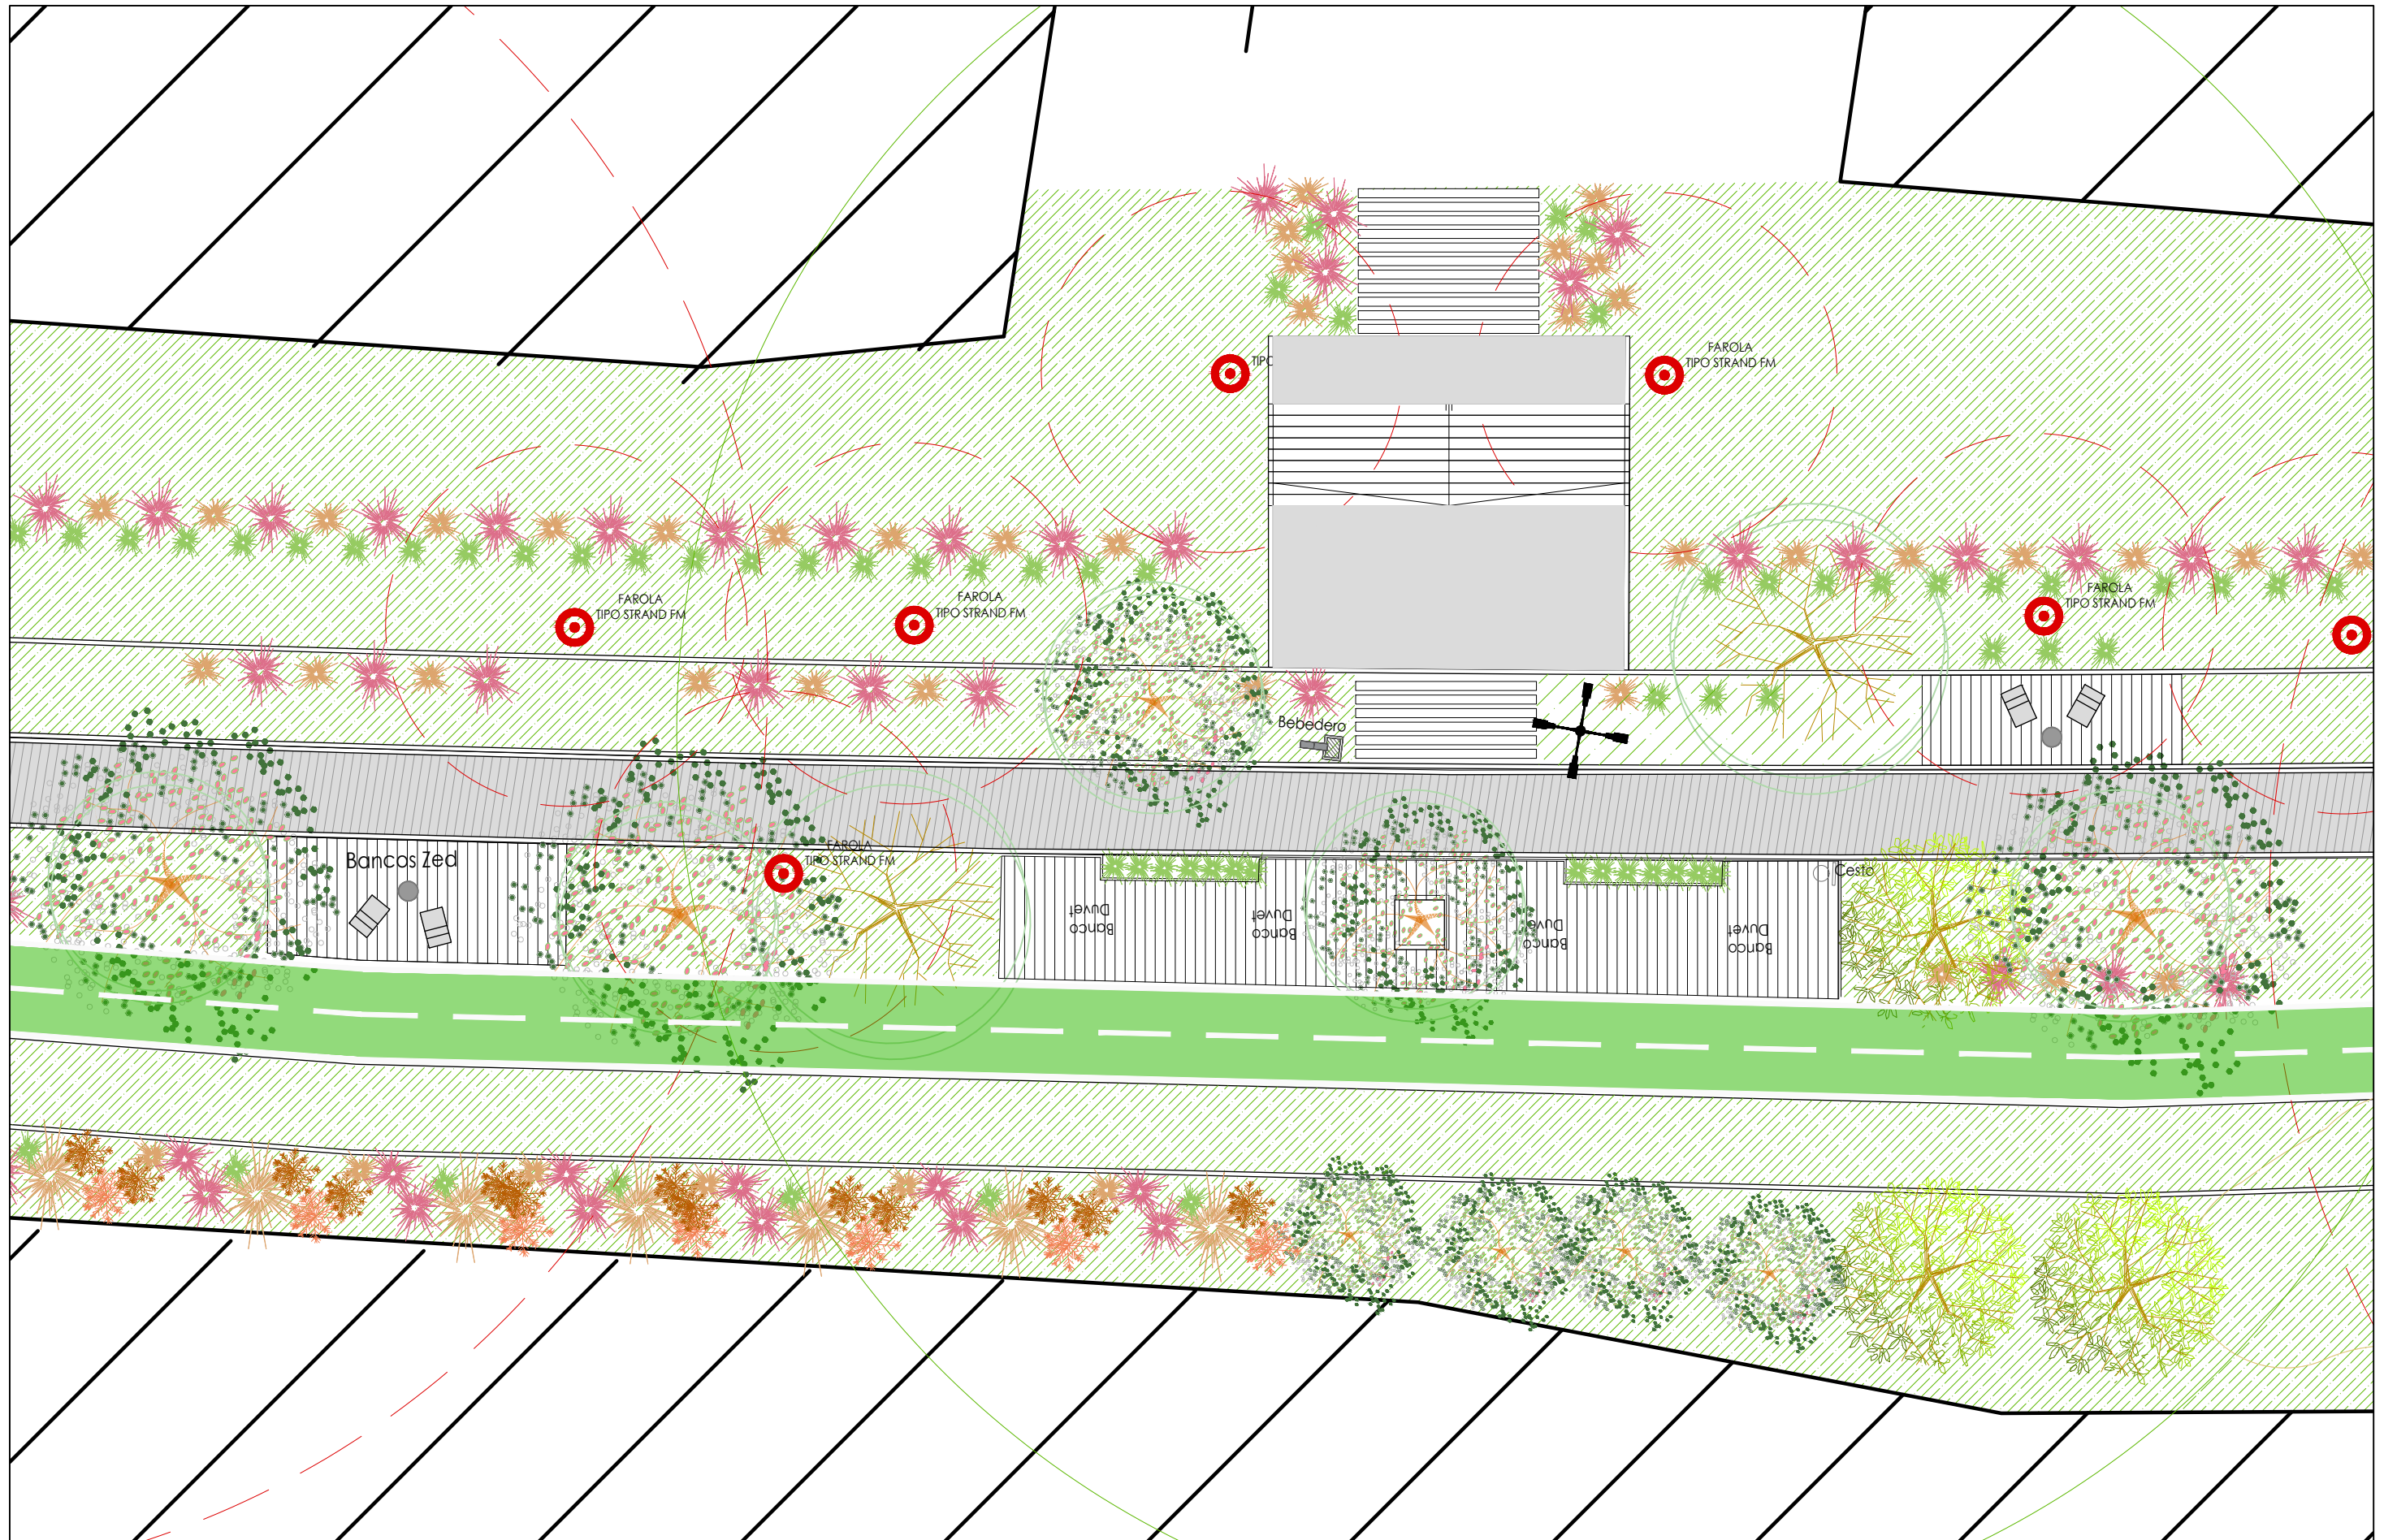 FAROLA
TIPO STRAND FM
TIPO
FAROLA
TIPO STRAND FM
FAROLA
TIPO STRAND FM
FAROLA
TIPO STRAND FM
Bebedero
FAROLA
TIPO STRAND FM
Bancos Zed
Cesto
Banco
Duvet
Banco
Duvet
Banco
Duvet
Banco
Duvet